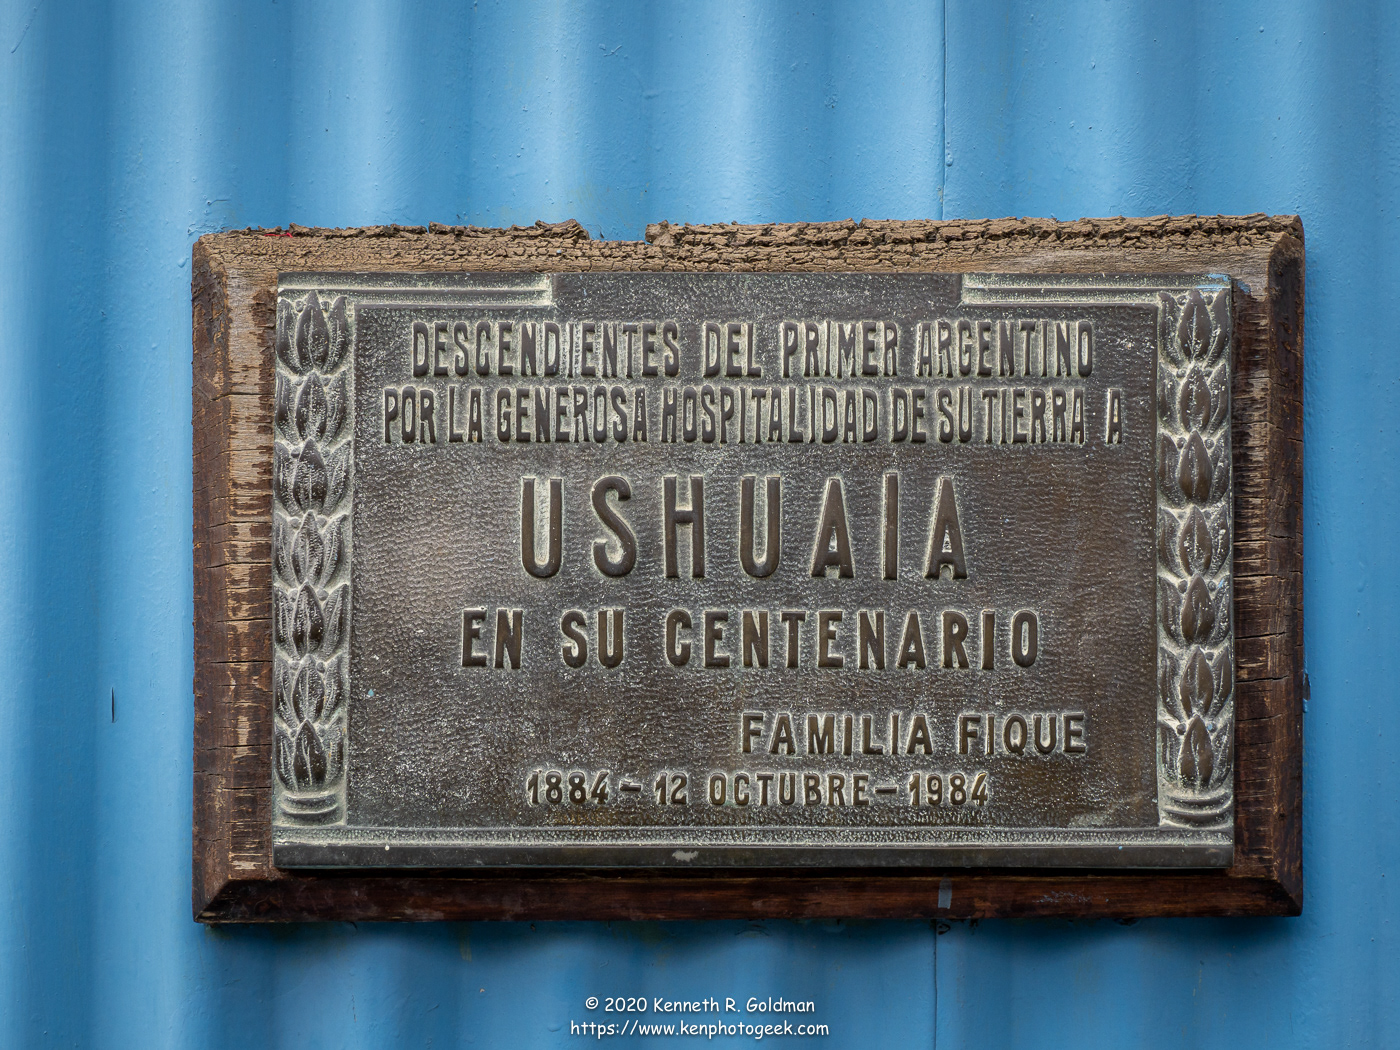 DESCENDIENTES DEL PRIMER ARGENTINO
POR LA GENEROSA HOSPITALIDAD DE SU TIERRA A
USHUAIA
EN SU CENTENARIO
FAMILIA FIQUE
1884 - 12 OCTUBRE - 1984
© 2020 Kenneth R. Goldman
https://www.kenphotogeek.com